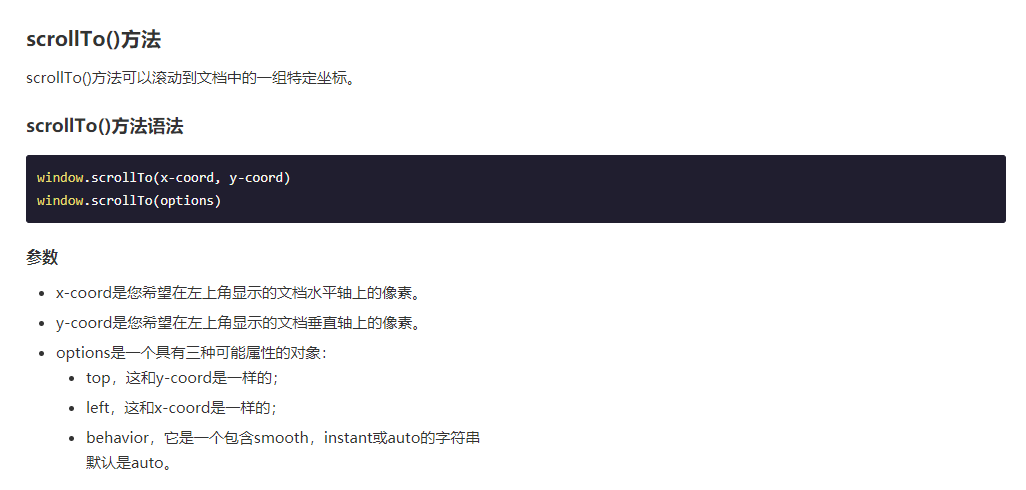 scrollTo()方法
scrollTo()方法可以滚动到文档中的一组特定坐标。
scrollTo()方法语法
window.scrollTo(x-coord, y-coord)
window.scrollTo(options)
参数
x-coord是您希望在左上角显示的文档水平轴上的像素。
y-coord是您希望在左上角显示的文档垂直轴上的像素。
options是一个具有三种可能属性的对象：
top，这和y-coord是一样的；
left，这和x-coord是一样的；
behavior，它是一个包含smooth，instant或auto的字符串
默认是auto。